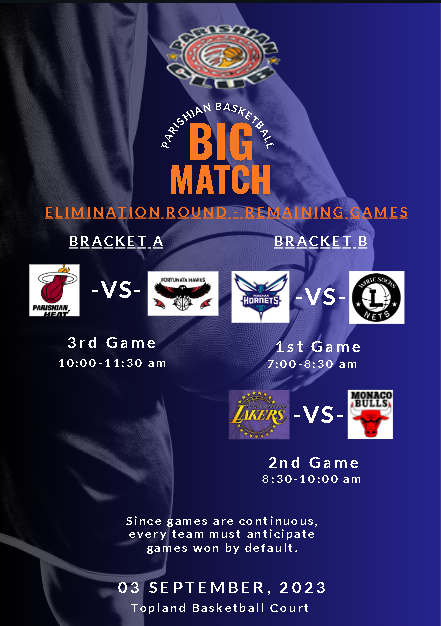 PARISHIAN
CLUB
PARISHIAN BASKETBALL
BIG
MATCH
ELIMINATION ROUND - REMAINING GAMES
BRACKET A
BRACKET B
HEAT
PARISHIAN
-VS-
FORTUNATA HAWKS
HORNETS
-VS-
L
NETS
3rd Game
10:00-11:30 am
1st Game
7:00-8:30 am
LAKERS
-VS-
MONACO
BULLS
2nd Game
8:30-10:00 am
Since games are continuous,
every team must anticipate
games won by default.
03 SEPTEMBER, 2023
Topland Basketball Court